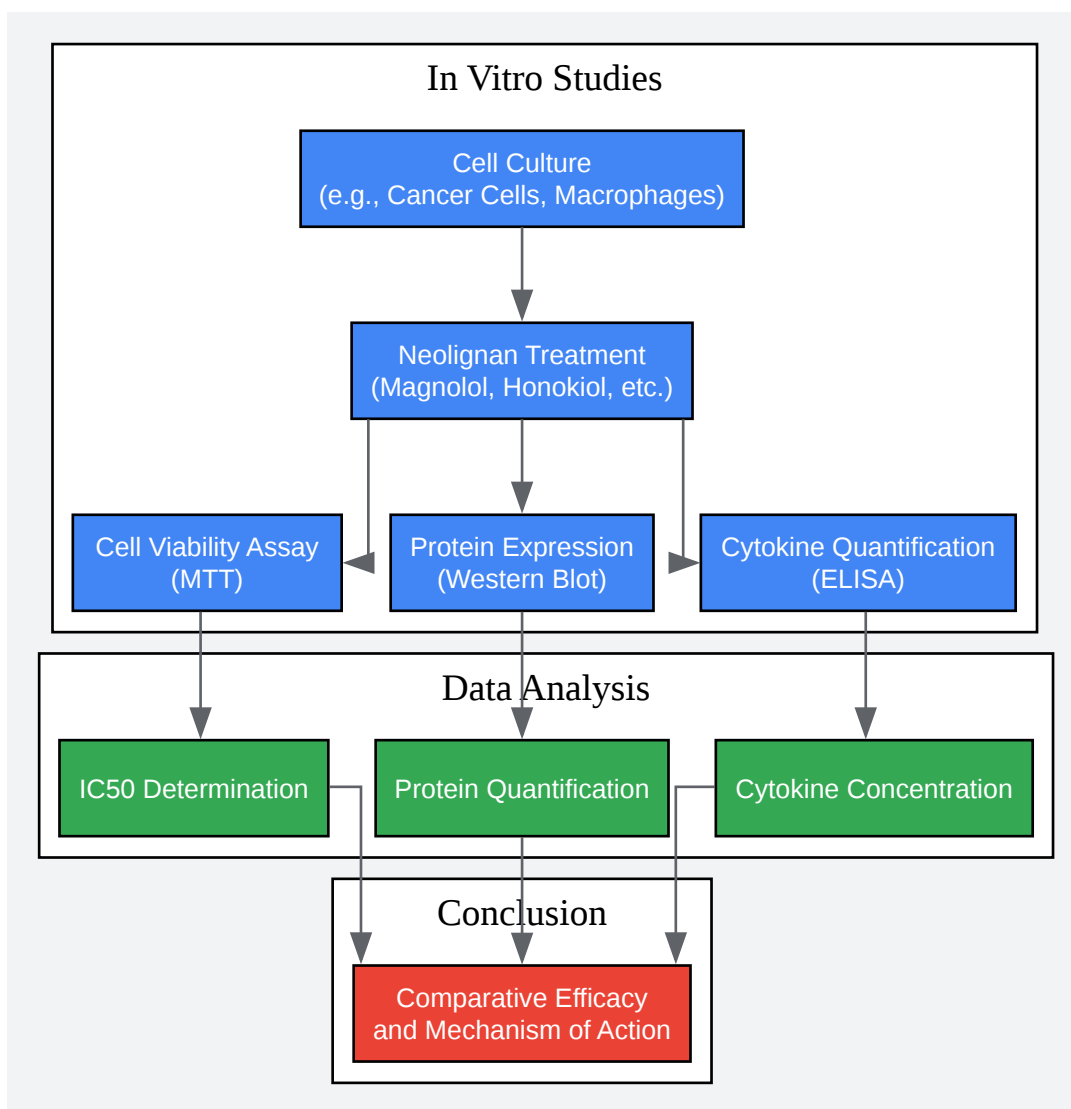 In Vitro Studies
Cell Culture
(e.g., Cancer Cells, Macrophages)
Neolignan Treatment
(Magnolol, Honokiol, etc.)
Cell Viability Assay
(MTT)
Protein Expression
(Western Blot)
Cytokine Quantification
(ELISA)
Data Analysis
IC50 Determination
Protein Quantification
Cytokine Concentration
Conclusion
Comparative Efficacy
and Mechanism of Action